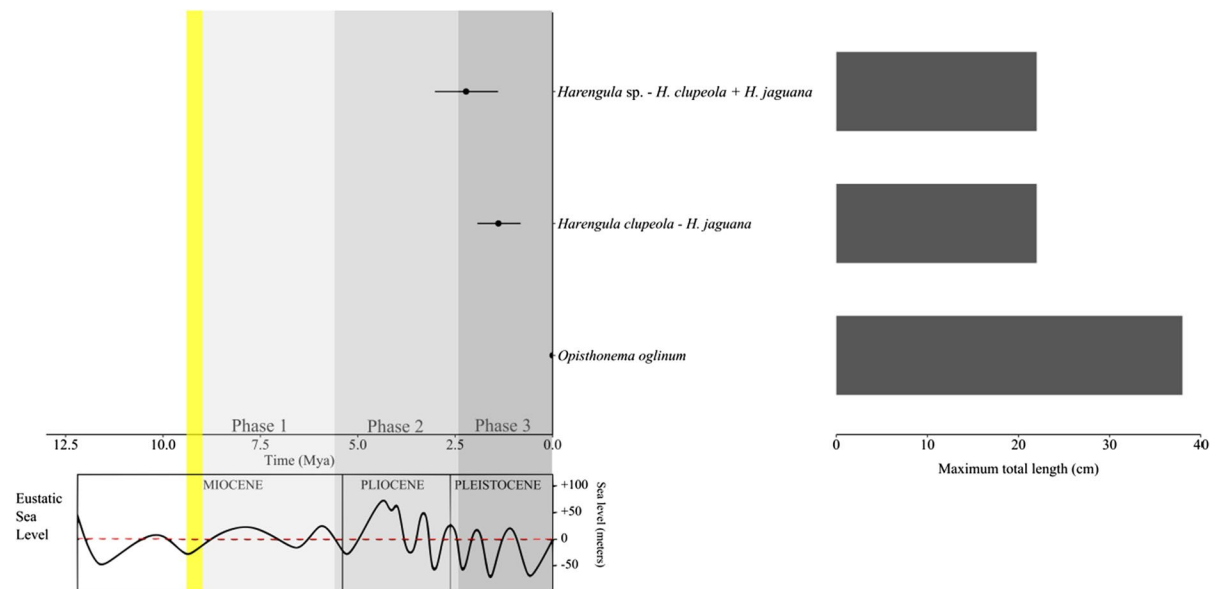 Harengula sp. - H. clupeola + H. jaguana
Harengula clupeola - H. jaguana
Opisthonema oglinum
Phase 1 Phase 2 Phase 3
12.5 10.0 7.5 5.0 2.5 0.0
Time (Mya)
0 10 20 30 40
Maximum total length (cm)
Eustatic
Sea
Level
MIOCENE PLIOCENE PLEISTOCENE
+100
+50
0
-50
Sea level (meters)